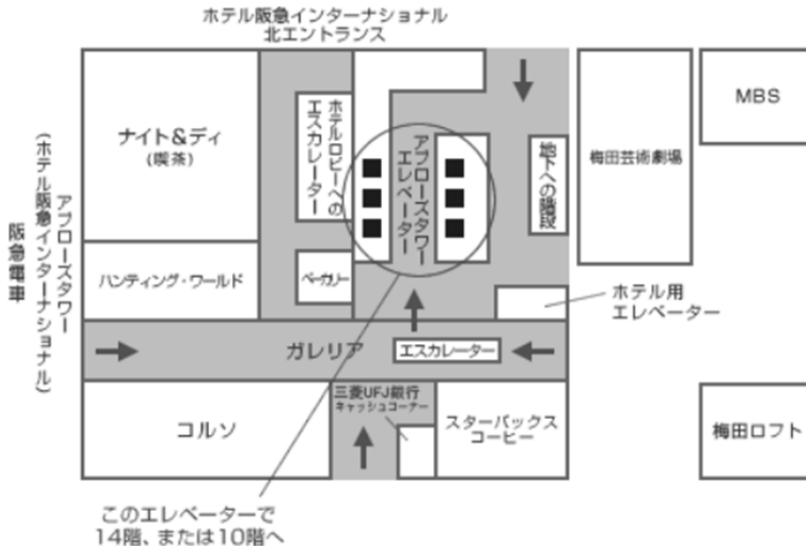 ホテル阪急インターナショナル
北エントランス
ナイト&ディ
(喫茶)
ホテルロビーへの
エスカレーター
アプローズタワー
エレベーター
地下への階段
梅田芸術劇場
MBS
アプローズタワー
(ホテル阪急インターナショナル)
阪急電車
ハンティング・ワールド
ベーカリー
ホテル用
エレベーター
ガレリア
エスカレーター
三菱UFJ銀行
キャッシュコーナー
コルソ
スターバックス
コーヒー
梅田ロフト
このエレベーターで
14階、または10階へ